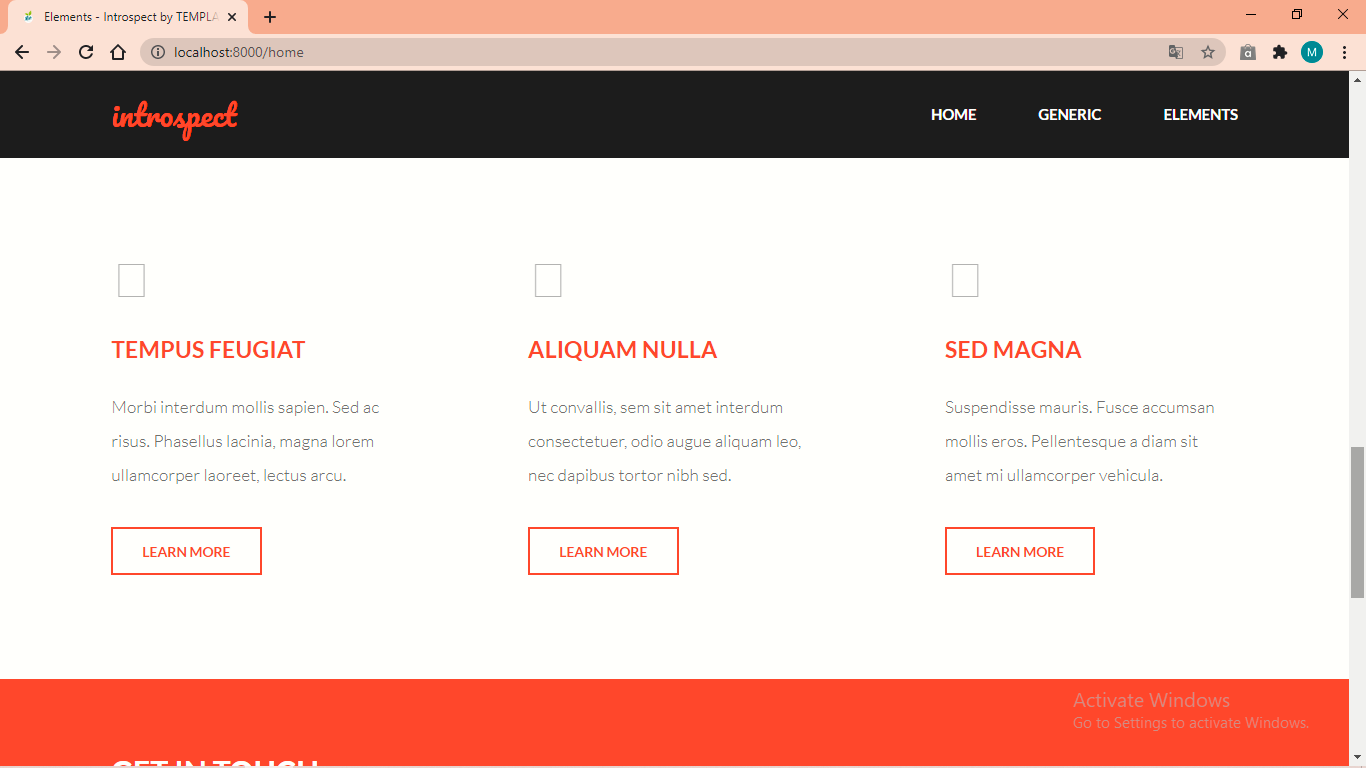 Elements - Introspect by TEMPLA
localhost:8000/home
M
introspect
HOME
GENERIC
ELEMENTS
TEMPUS FEUGIAT
Morbi interdum mollis sapien. Sed ac
risus. Phasellus lacinia, magna lorem
ullamcorper laoreet, lectus arcu.
LEARN MORE
ALIQUAM NULLA
Ut convallis, sem sit amet interdum
consectetuer, odio augue aliquam leo,
nec dapibus tortor nibh sed.
LEARN MORE
SED MAGNA
Suspendisse mauris. Fusce accumsan
mollis eros. Pellentesque a diam sit
amet mi ullamcorper vehicula.
LEARN MORE
Activate Windows
Go to Settings to activate Windows.
GET IN TOUCH